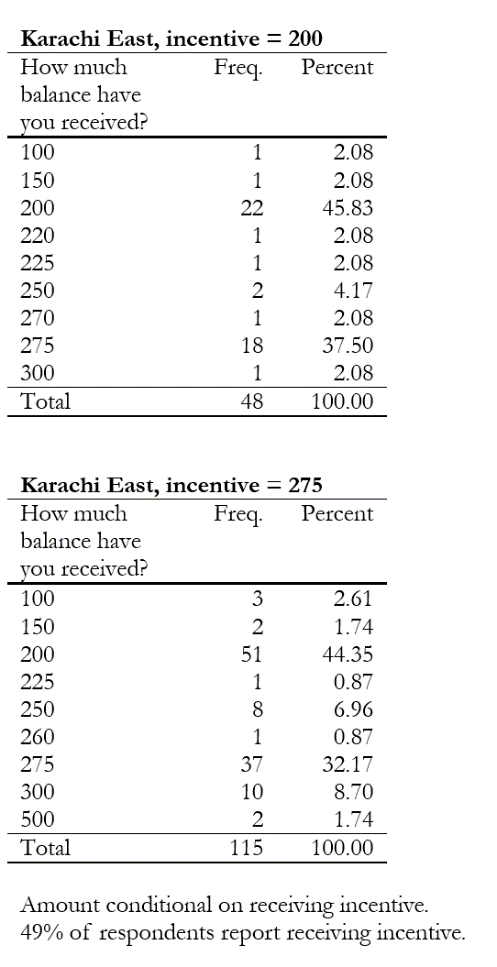 Karachi East, incentive = 200
How much Freq. Percent
balance have
you received?
100 1 2.08
150 1 2.08
200 22 45.83
220 1 2.08
225 1 2.08
250 2 4.17
270 1 2.08
275 18 37.50
300 1 2.08
Total 48 100.00
Karachi East, incentive = 275
How much Freq. Percent
balance have
you received?
100 3 2.61
150 2 1.74
200 51 44.35
225 1 0.87
250 8 6.96
260 1 0.87
275 37 32.17
300 10 8.70
500 2 1.74
Total 115 100.00
Amount conditional on receiving incentive.
49% of respondents report receiving incentive.